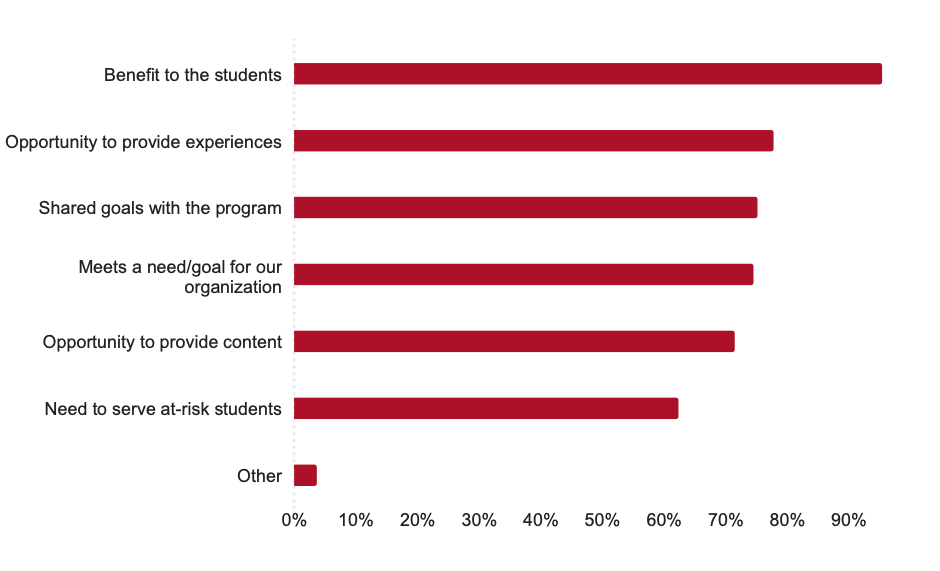 Benefit to the students
Opportunity to provide experiences
Shared goals with the program
Meets a need/goal for our
organization
Opportunity to provide content
Need to serve at-risk students
Other
0% 10% 20% 30% 40% 50% 60% 70% 80% 90%